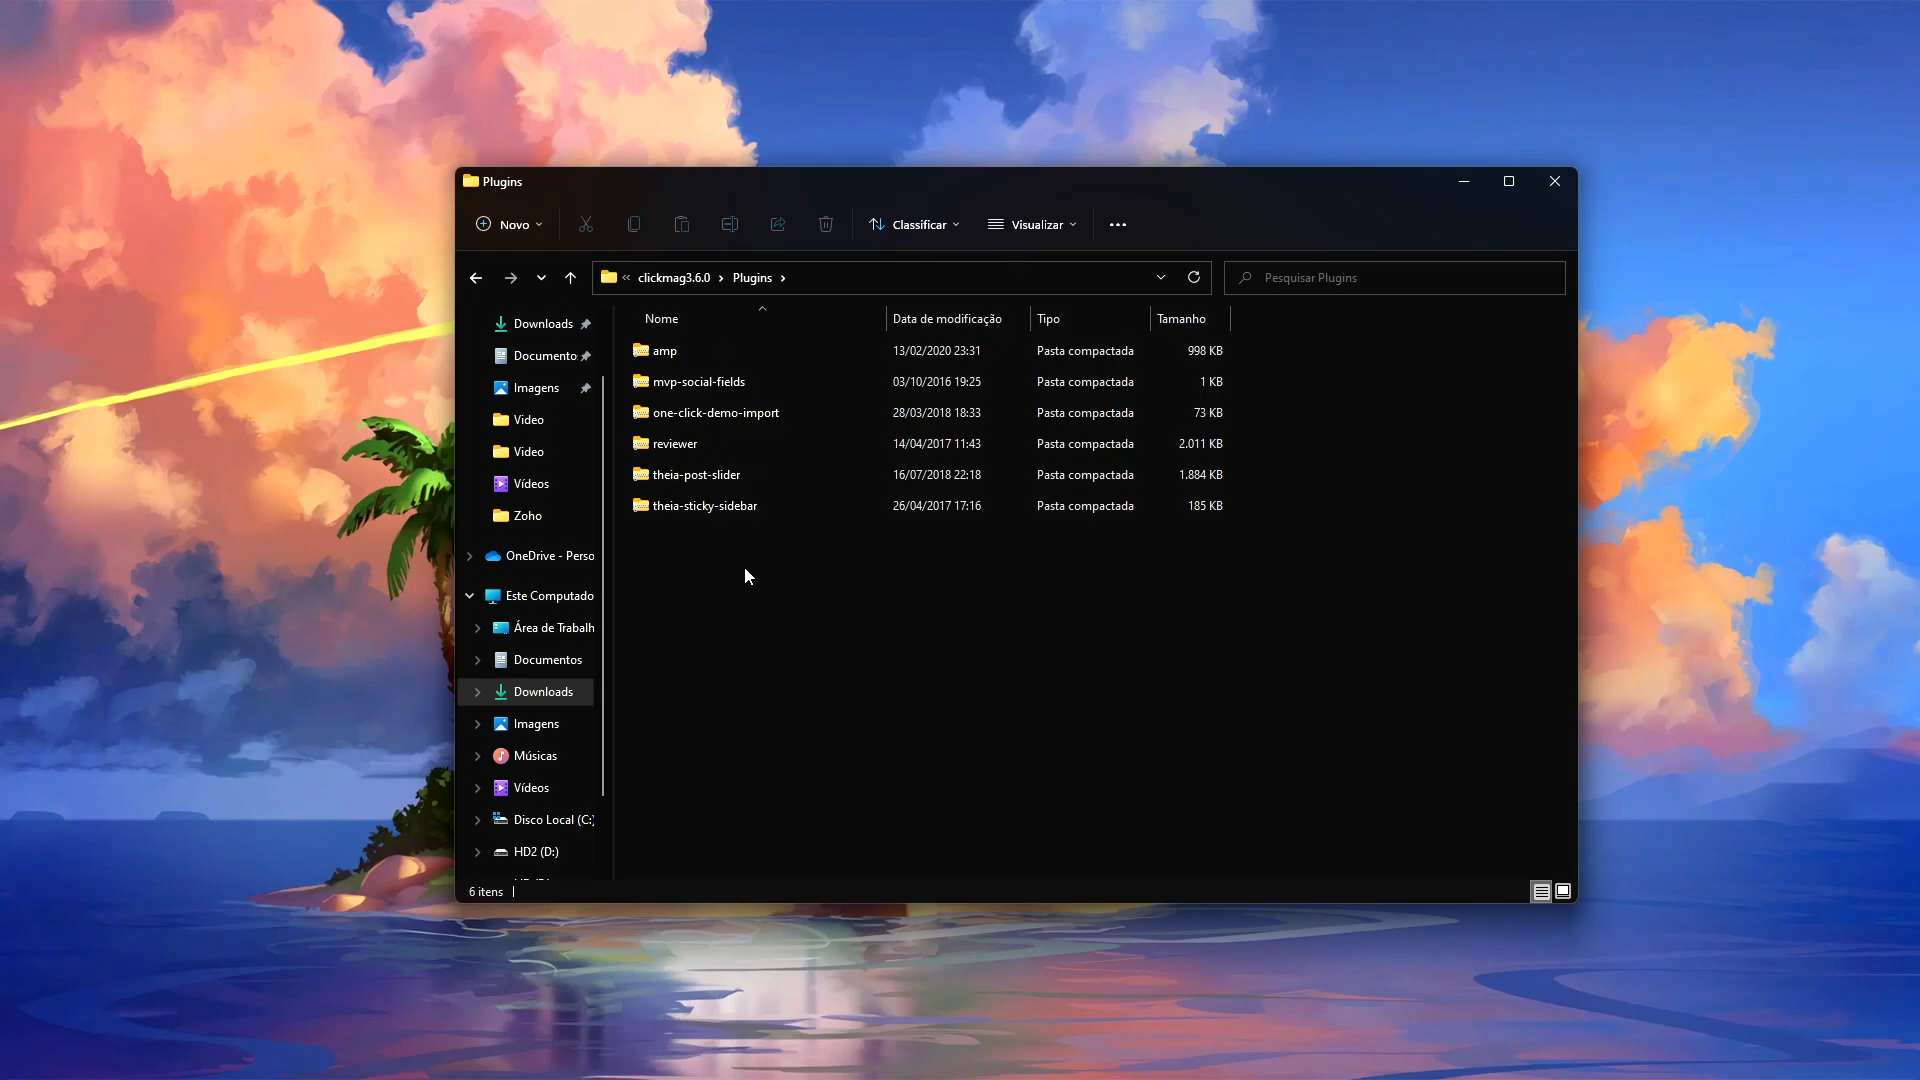 Plugins
Novo
Classificar
Visualizar
clickmag3.6.0 > Plugins >
Pesquisar Plugins
Nome Data de modificação Tipo Tamanho
amp 13/02/2020 23:31 Pasta compactada 998 KB
mvp-social-fields 03/10/2016 19:25 Pasta compactada 1 KB
one-click-demo-import 28/03/2018 18:33 Pasta compactada 73 KB
reviewer 14/04/2017 11:43 Pasta compactada 2.011 KB
theia-post-slider 16/07/2018 22:18 Pasta compactada 1.884 KB
theia-sticky-sidebar 26/04/2017 17:16 Pasta compactada 185 KB
Downloads
Documento
Imagens
Video
Video
Vídeos
Zoho
OneDrive - Perso
Este Computado
Área de Trabalh
Documentos
Downloads
Imagens
Músicas
Vídeos
Disco Local (C:)
HD2 (D:)
6 itens